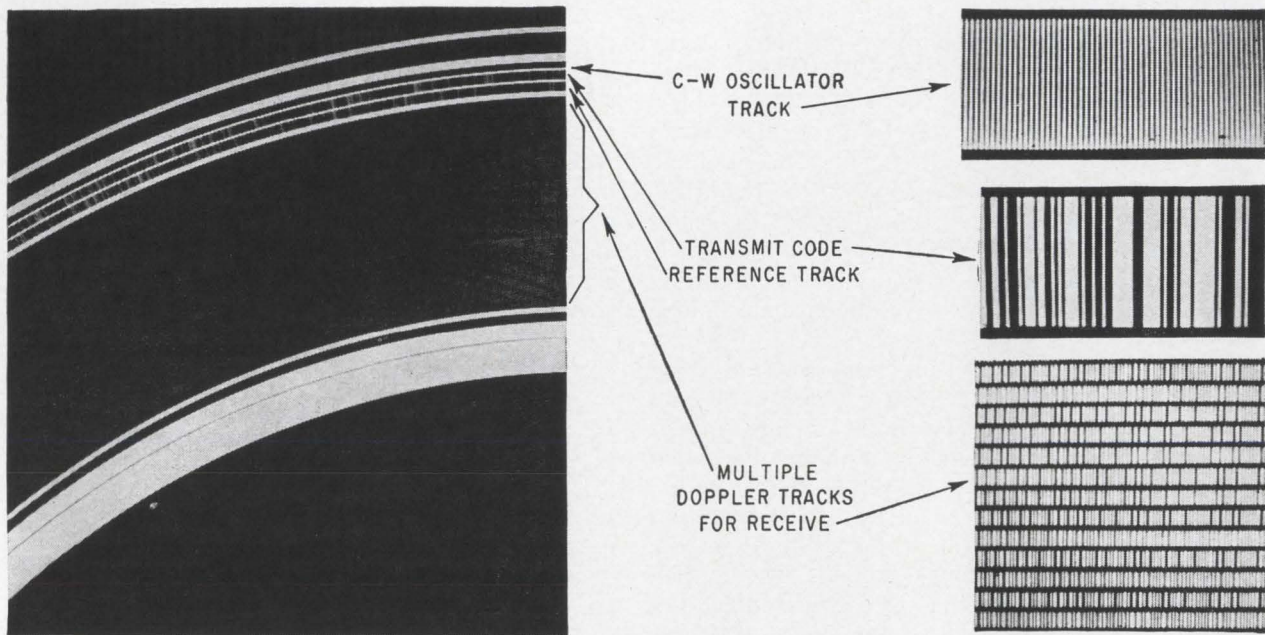 C-W OSCILLATOR
TRACK
TRANSMIT CODE
REFERENCE TRACK
MULTIPLE
DOPPLER TRACKS
FOR RECEIVE